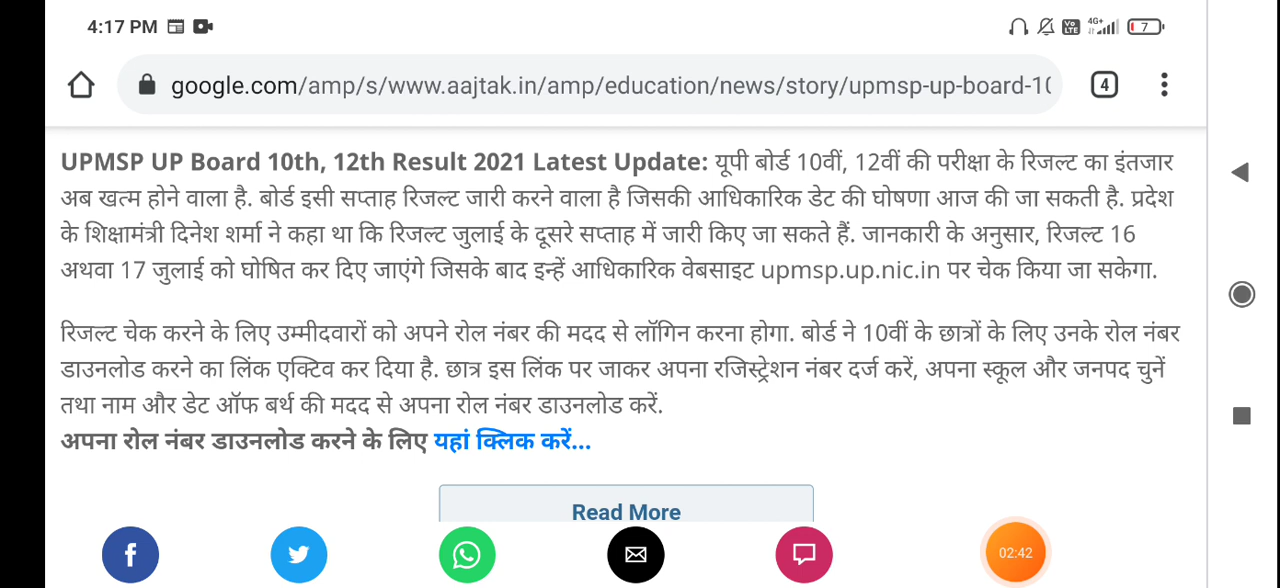 4:17 PM
4G+
Vo LTE
7
google.com/amp/s/www.aajtak.in/amp/education/news/story/upmsp-up-board-10
4
UPMSP UP Board 10th, 12th Result 2021 Latest Update: यूपी बोर्ड 10वीं, 12वीं की परीक्षा के रिजल्ट का इंतजार
अब खत्म होने वाला है. बोर्ड इसी सप्ताह रिजल्ट जारी करने वाला है जिसकी आधिकारिक डेट की घोषणा आज की जा सकती है. प्रदेश
के शिक्षामंत्री दिनेश शर्मा ने कहा था कि रिजल्ट जुलाई के दूसरे सप्ताह में जारी किए जा सकते हैं. जानकारी के अनुसार, रिजल्ट 16
अथवा 17 जुलाई को घोषित कर दिए जाएंगे जिसके बाद इन्हें आधिकारिक वेबसाइट upmsp.up.nic.in पर चेक किया जा सकेगा.
रिजल्ट चेक करने के लिए उम्मीदवारों को अपने रोल नंबर की मदद से लॉगिन करना होगा. बोर्ड ने 10वीं के छात्रों के लिए उनके रोल नंबर
डाउनलोड करने का लिंक एक्टिव कर दिया है. छात्र इस लिंक पर जाकर अपना रजिस्ट्रेशन नंबर दर्ज करें, अपना स्कूल और जनपद चुनें
तथा नाम और डेट ऑफ बर्थ की मदद से अपना रोल नंबर डाउनलोड करें.
अपना रोल नंबर डाउनलोड करने के लिए यहां क्लिक करें...
Read More
02:42